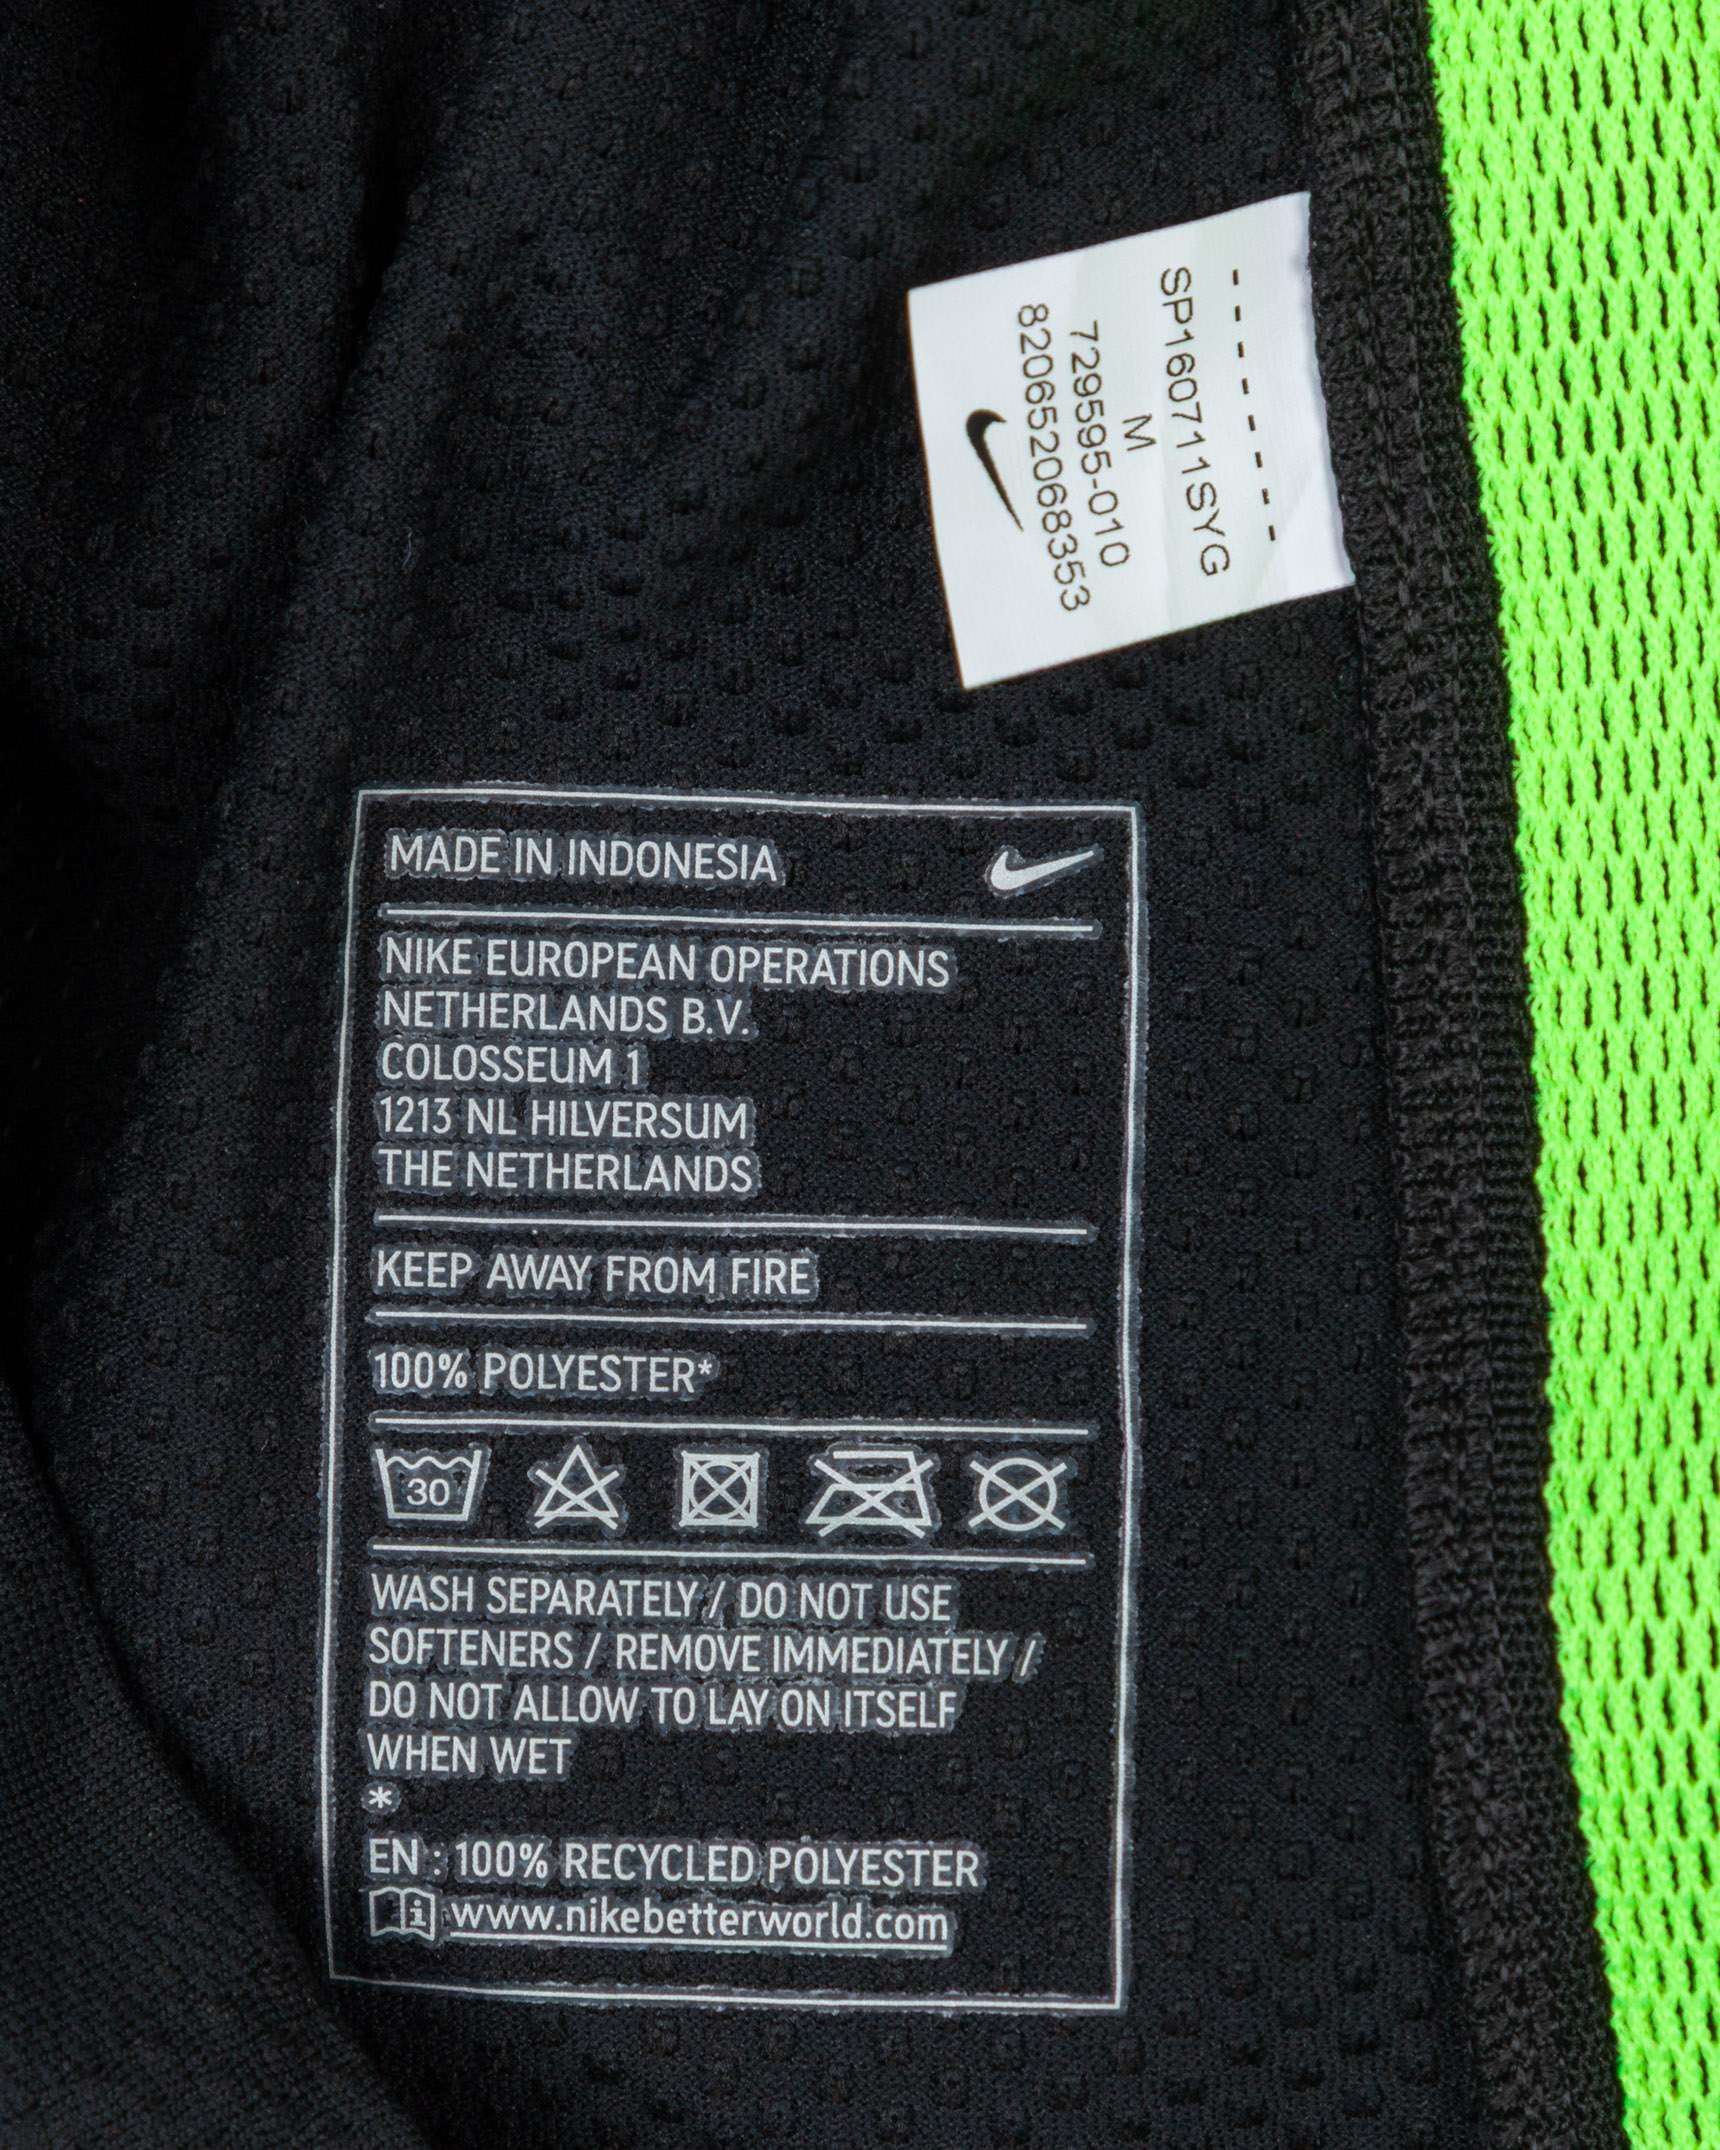 SP160711SYG
M
729595-010
820652068353
MADE IN INDONESIA
NIKE EUROPEAN OPERATIONS
NETHERLANDS B.V.
COLOSSEUM 1
1213 NL HILVERSUM
THE NETHERLANDS
KEEP AWAY FROM FIRE
100% POLYESTER*
30
WASH SEPARATELY / DO NOT USE
SOFTENERS / REMOVE IMMEDIATELY /
DO NOT ALLOW TO LAY ON ITSELF
WHEN WET
*
EN : 100% RECYCLED POLYESTER
www.nikebetterworld.com